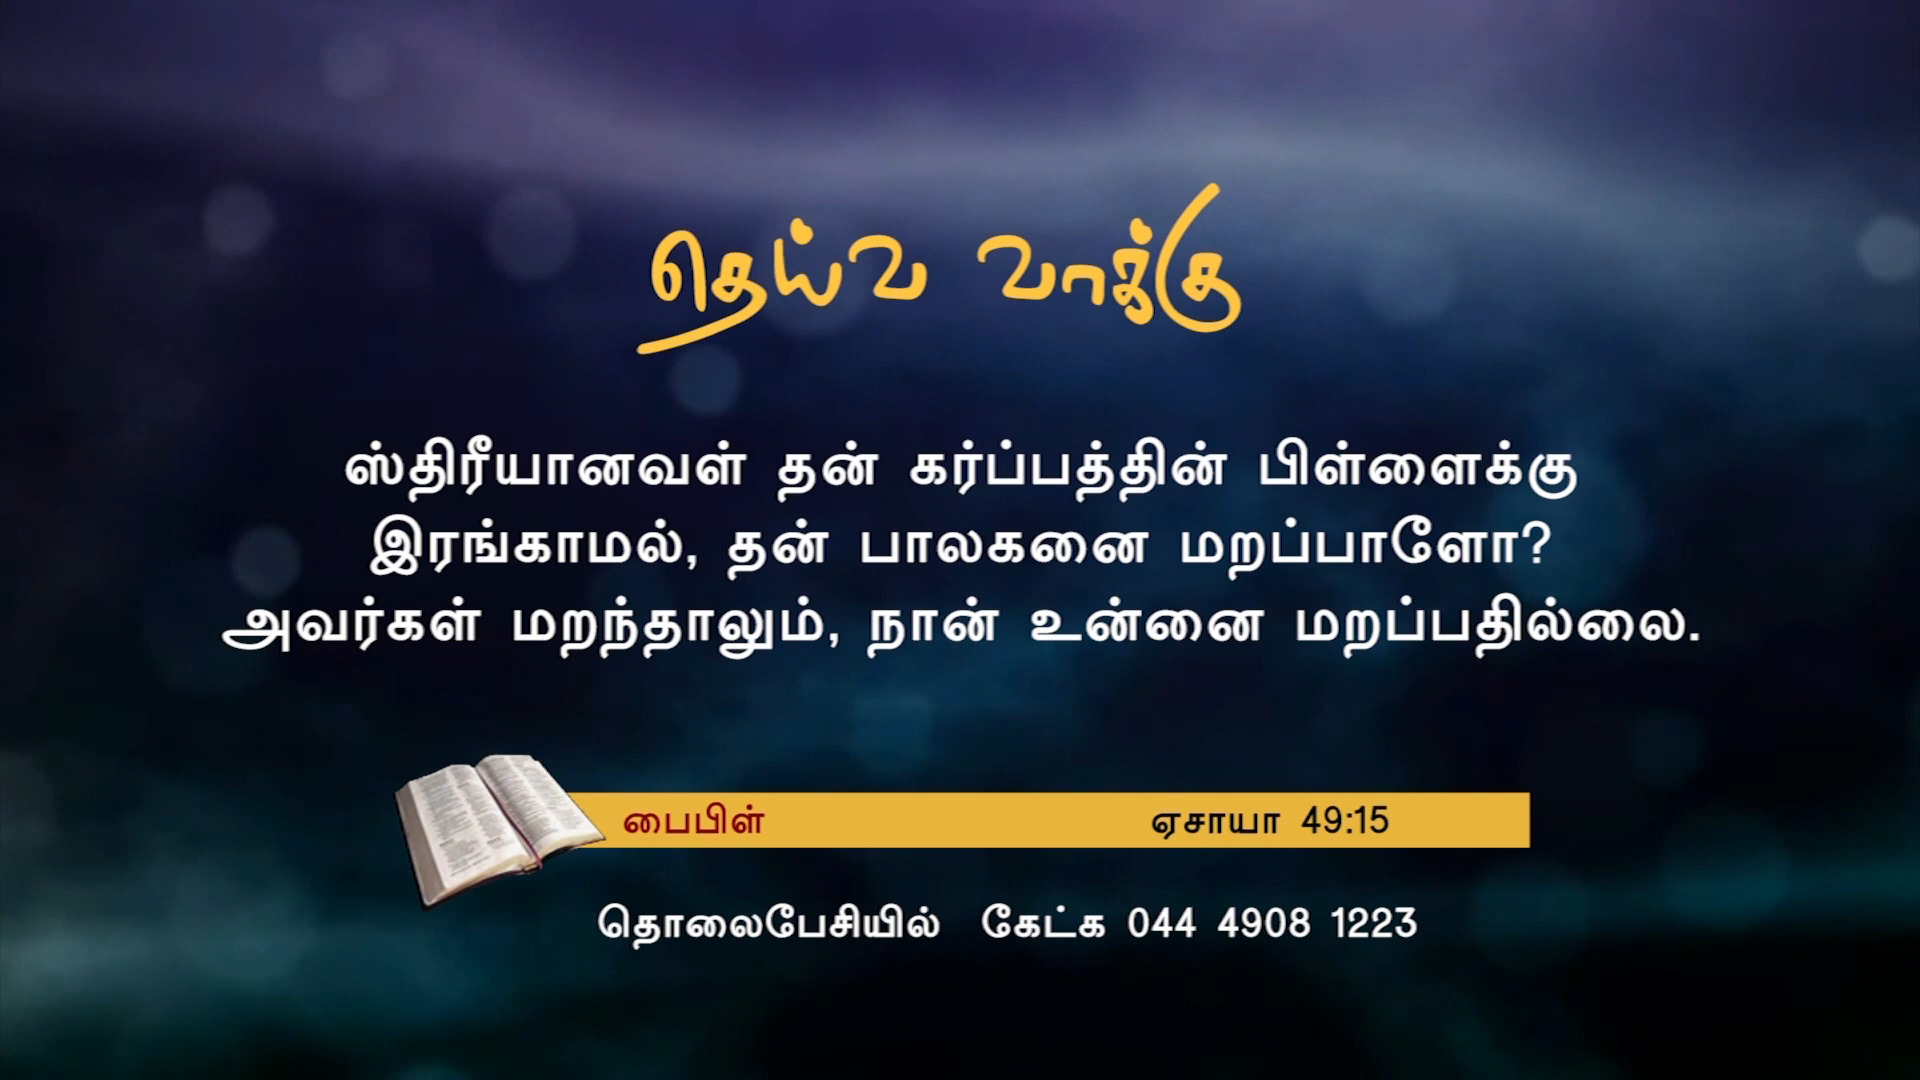 தெய்வ வாக்கு
ஸ்திரீயானவள் தன் கர்ப்பத்தின் பிள்ளைக்கு
இரங்காமல், தன் பாலகனை மறப்பாளோ?
அவர்கள் மறந்தாலும், நான் உன்னை மறப்பதில்லை.
பைபிள் ஏசாயா 49:15
தொலைபேசியில் கேட்க 044 4908 1223